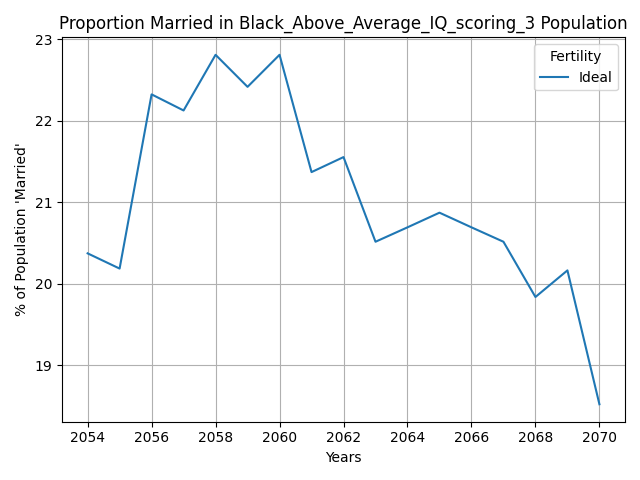 Proportion Married in Black_Above_Average_IQ_scoring_3 Population
23
22
21
20
19
% of Population 'Married'
Fertility
Ideal
2054 2056 2058 2060 2062 2064 2066 2068 2070
Years